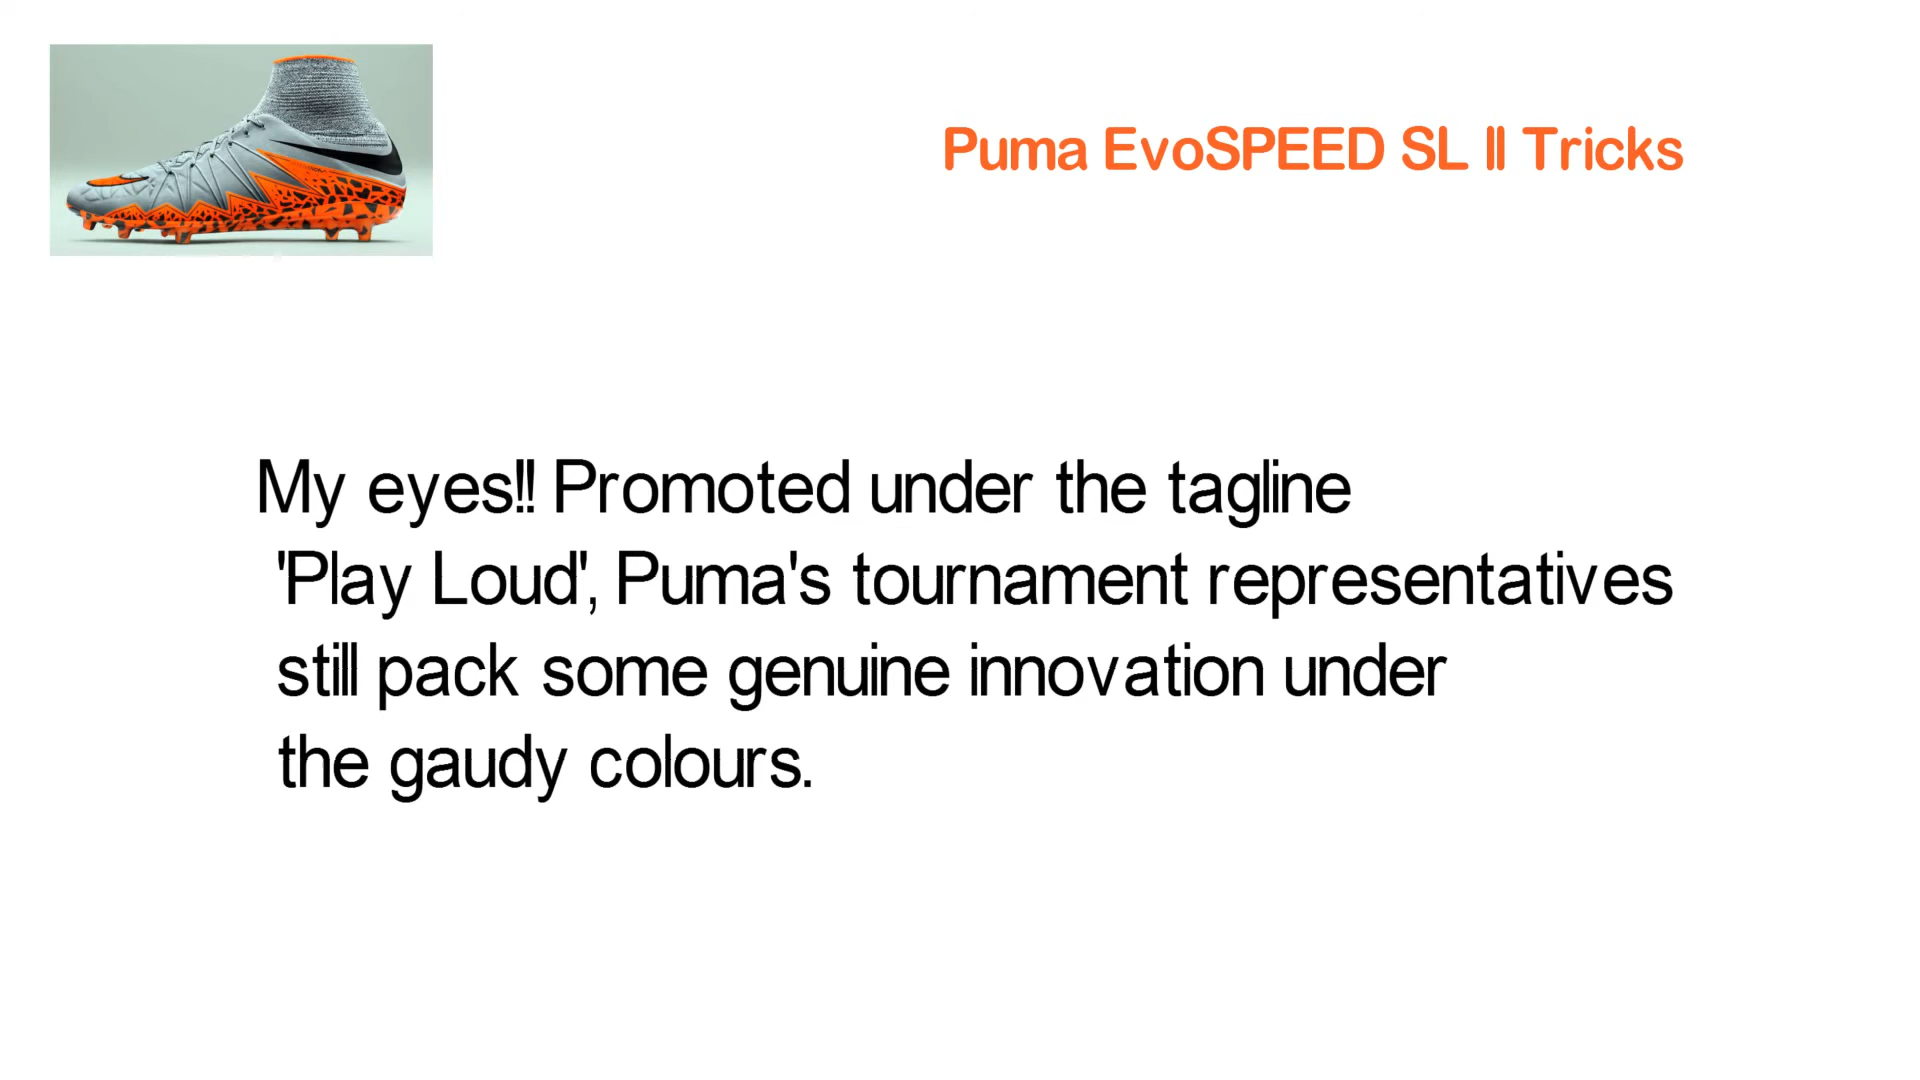 Puma EvoSPEED SL II Tricks
My eyes!! Promoted under the tagline
'Play Loud', Puma's tournament representatives
still pack some genuine innovation under
the gaudy colours.